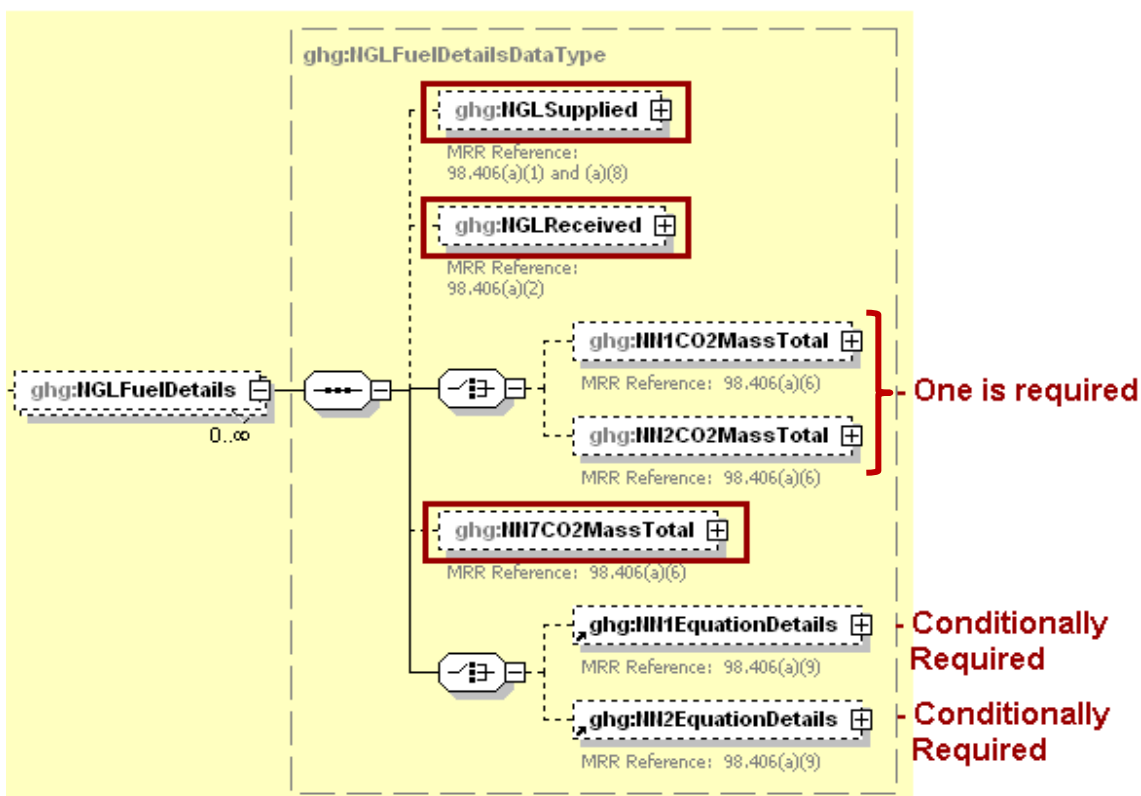 ghg:NGLFuelDetailsDataType
ghg:NGLSupplied
MRR Reference:
98.406(a)(1) and (a)(8)
ghg:NGLReceived
MRR Reference:
98.406(a)(2)
ghg:NN1CO2MassTotal
MRR Reference: 98.406(a)(6)
ghg:NGLFuelDetails
0..∞
One is required
ghg:NN2CO2MassTotal
MRR Reference: 98.406(a)(6)
ghg:NN7CO2MassTotal
MRR Reference: 98.406(a)(6)
ghg:NN1EquationDetails
MRR Reference: 98.406(a)(9)
- Conditionally
Required
ghg:NN2EquationDetails
MRR Reference: 98.406(a)(9)
- Conditionally
Required